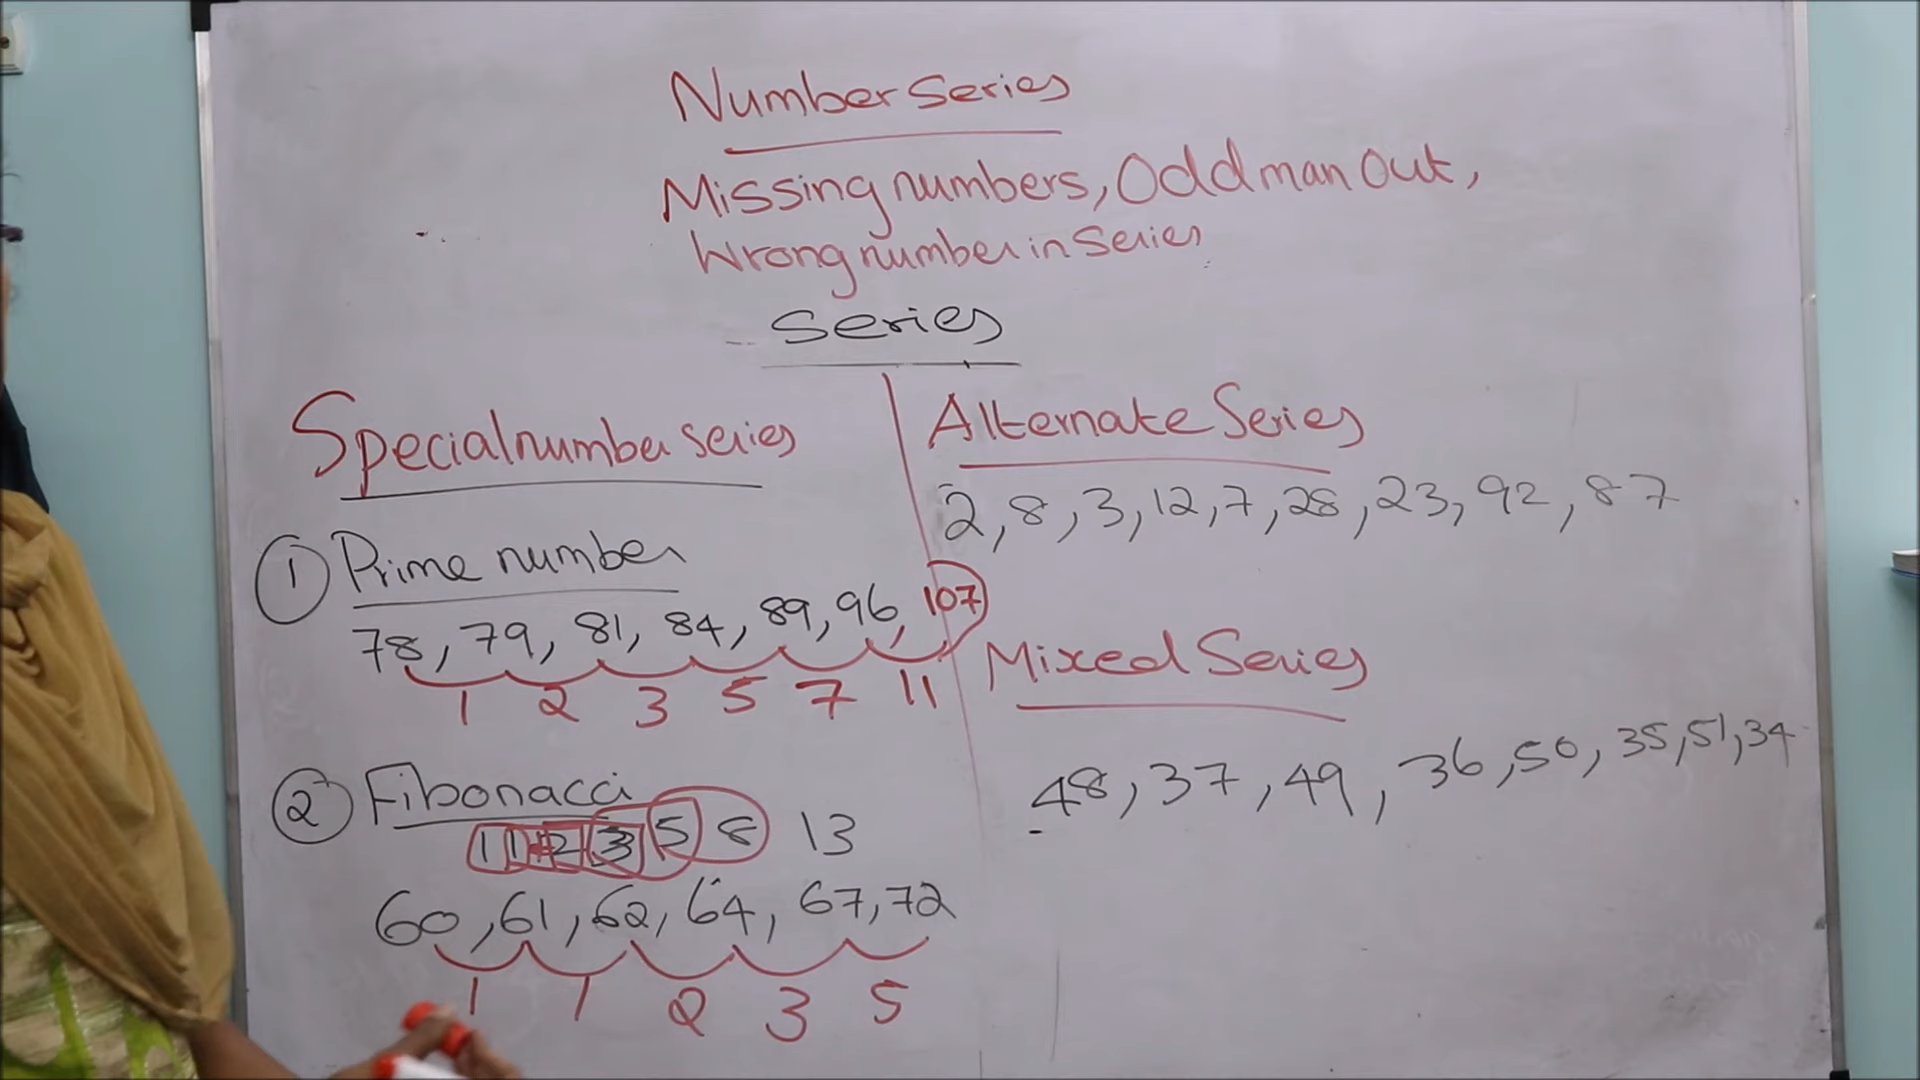 Number Series
Missing numbers, Odd man Out,
Wrong number in Series
Series
Special number series
① Prime number
78, 79, 81, 84, 89, 96, 107
1 2 3 5 7 11
② Fibonacci
1 1 2 3 5 8 13
60, 61, 62, 64, 67, 72
1 1 2 3 5
Alternate Series
2, 8, 3, 12, 7, 28, 23, 92, 87
Mixed Series
48, 37, 49, 36, 50, 35, 51, 34